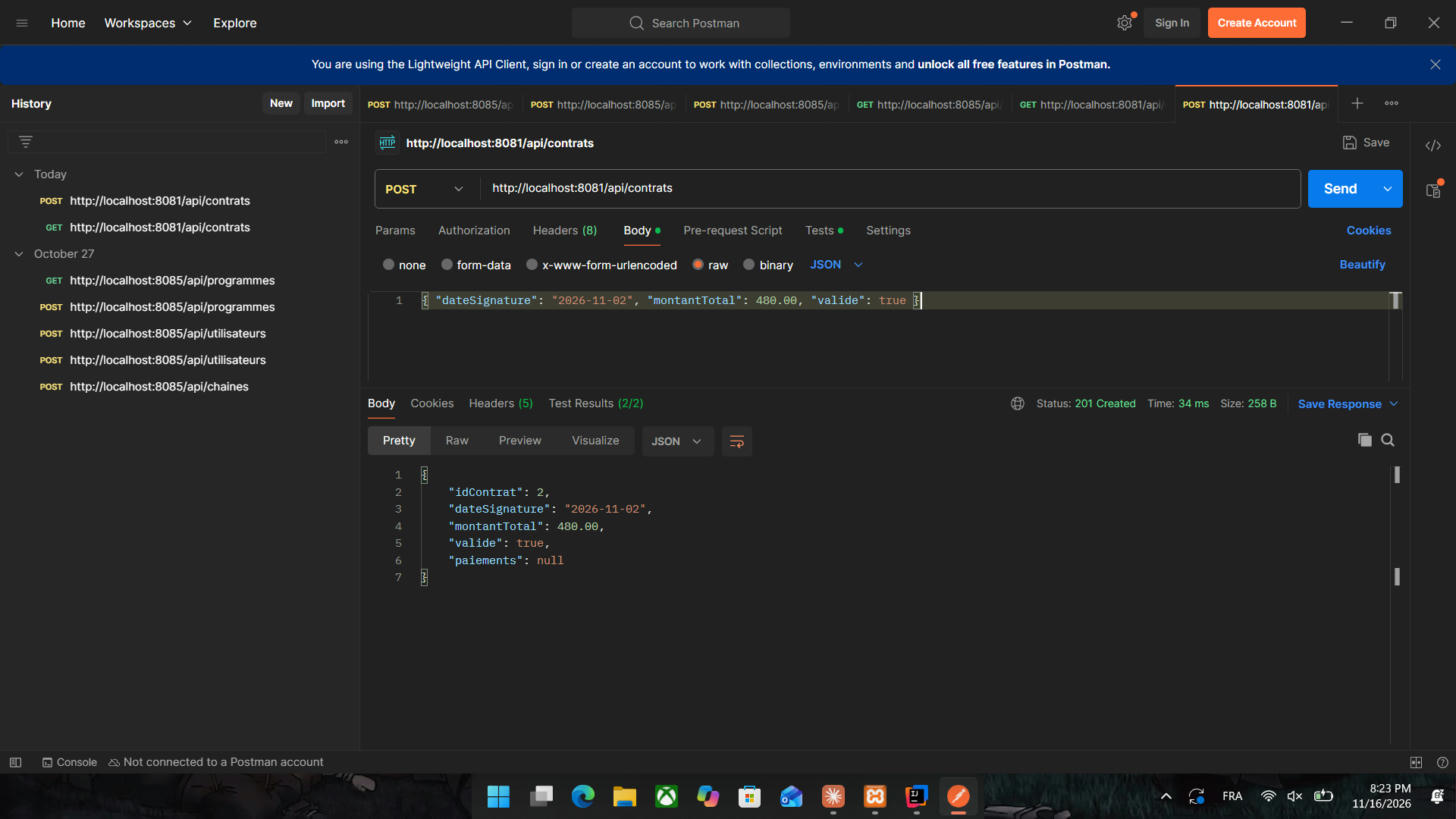 Home Workspaces Explore Search Postman Sign In Create Account
You are using the Lightweight API Client, sign in or create an account to work with collections, environments and unlock all free features in Postman.
History New Import
POST http://localhost:8085/ap POST http://localhost:8085/ap POST http://localhost:8085/ap GET http://localhost:8085/api/ GET http://localhost:8081/api/ POST http://localhost:8081/ap
HTTP http://localhost:8081/api/contrats Save
Today
POST http://localhost:8081/api/contrats
GET http://localhost:8081/api/contrats
October 27
GET http://localhost:8085/api/programmes
POST http://localhost:8085/api/programmes
POST http://localhost:8085/api/utilisateurs
POST http://localhost:8085/api/utilisateurs
POST http://localhost:8085/api/chaines
POST http://localhost:8081/api/contrats Send
Params Authorization Headers (8) Body Pre-request Script Tests Settings Cookies
none form-data x-www-form-urlencoded raw binary JSON Beautify
1 { "dateSignature": "2026-11-02", "montantTotal": 480.00, "valide": true }
Body Cookies Headers (5) Test Results (2/2) Status: 201 Created Time: 34 ms Size: 258 B Save Response
Pretty Raw Preview Visualize JSON
1 {
2 "idContrat": 2,
3 "dateSignature": "2026-11-02",
4 "montantTotal": 480.00,
5 "valide": true,
6 "paiements": null
7 }
Console Not connected to a Postman account
FRA 8:23 PM
11/16/2026